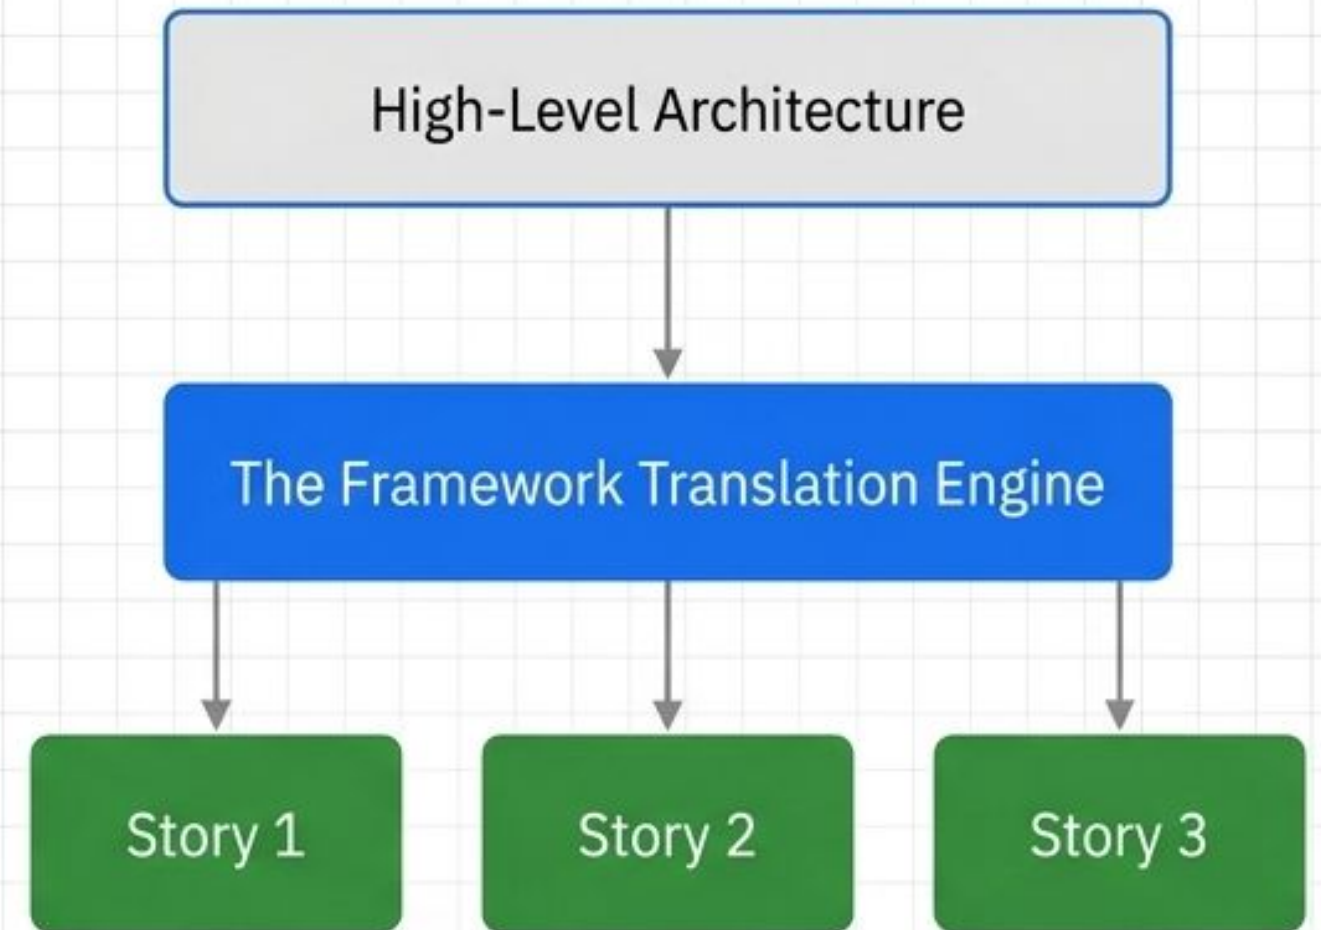 High-Level Architecture
The Framework Translation Engine
Story 1
Story 2
Story 3